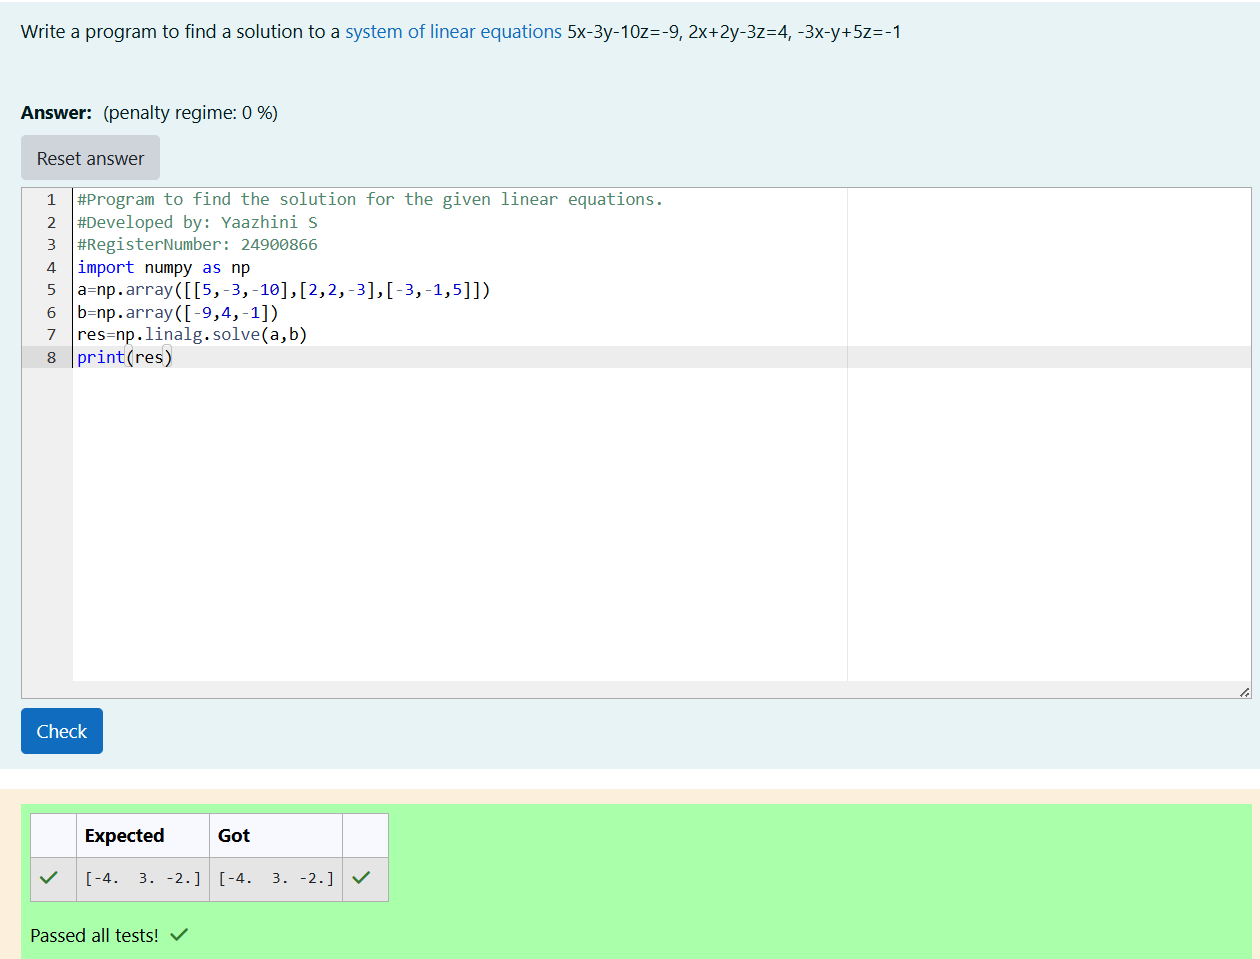 Write a program to find a solution to a system of linear equations 5x-3y-10z=-9, 2x+2y-3z=4, -3x-y+5z=-1
Answer: (penalty regime: 0 %)
Reset answer
1 #Program to find the solution for the given linear equations.
2 #Developed by: Yaazhini S
3 #RegisterNumber: 24900866
4 import numpy as np
5 a=np.array([[5,-3,-10],[2,2,-3],[-3,-1,5]])
6 b=np.array([-9,4,-1])
7 res=np.linalg.solve(a,b)
8 print(res)
Check
Expected Got
[-4.  3. -2.] [-4.  3. -2.]
Passed all tests!